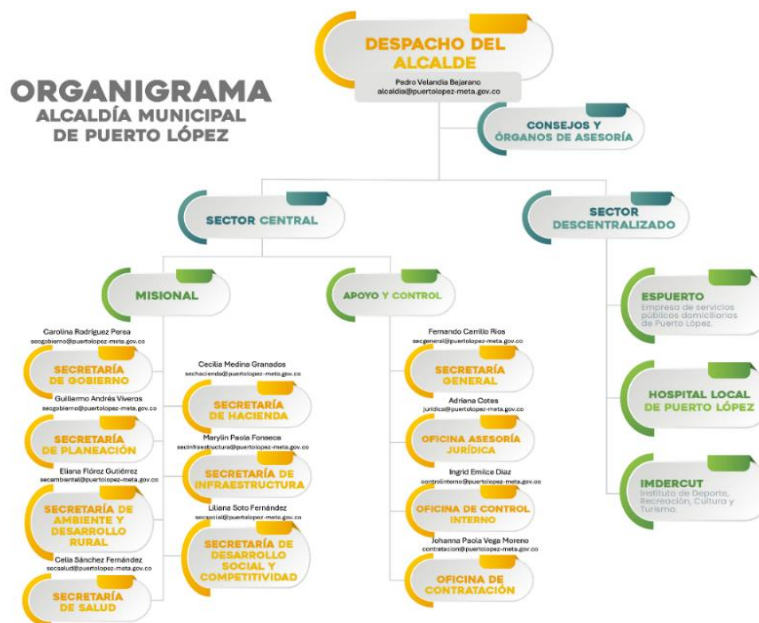 ORGANIGRAMA
ALCALDÍA MUNICIPAL
DE PUERTO LÓPEZ
DESPACHO DEL
ALCALDE
Pedro Velandia Bejarano
alcaldia@puertolopez-meta.gov.co
CONSEJOS Y
ÓRGANOS DE ASESORÍA
SECTOR CENTRAL
SECTOR
DESCENTRALIZADO
MISIONAL
Carolina Rodríguez Perea
secgobierno@puertolopez-meta.gov.co
SECRETARÍA
DE GOBIERNO
Guillermo Andrés Viveros
secgobierno@puertolopez-meta.gov.co
SECRETARÍA
DE PLANEACIÓN
Eliana Flórez Gutiérrez
secambiental@puertolopez-meta.gov.co
SECRETARÍA DE
AMBIENTE Y
DESARROLLO
RURAL
Celia Sánchez Fernández
secsalud@puertolopez-meta.gov.co
SECRETARÍA
DE SALUD
Cecilia Medina Granados
sechacienda@puertolopez-meta.gov.co
SECRETARÍA
DE HACIENDA
Marylin Paola Fonseca
secinfraestructura@puertolopez-meta.gov.co
SECRETARÍA DE
INFRAESTRUCTURA
Liliana Soto Fernández
secsocial@puertolopez-meta.gov.co
SECRETARÍA DE
DESARROLLO
SOCIAL Y
COMPETITIVIDAD
APOYO Y CONTROL
Fernando Carrillo Rios
secgeneral@puertolopez-meta.gov.co
SECRETARÍA
GENERAL
Adriana Cotes
juridica@puertolopez-meta.gov.co
OFICINA ASESORÍA
JURÍDICA
Ingrid Emilce Diaz
controlinterno@puertolopez-meta.gov.co
OFICINA DE CONTROL
INTERNO
Johanna Paola Vega Moreno
contratacion@puertolopez-meta.gov.co
OFICINA DE
CONTRATACIÓN
ESPUERTO
Empresa de servicios
públicos domiciliarios
de Puerto López.
HOSPITAL LOCAL
DE PUERTO LÓPEZ
IMDERCUT
Instituto de Deporte,
Recreación, Cultura y
Turismo.